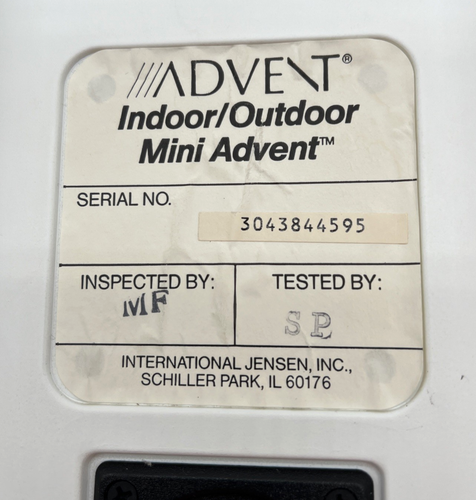 ADVENT®
Indoor/Outdoor
Mini Advent™
SERIAL NO.
3043844595
INSPECTED BY: TESTED BY:
MF SP
INTERNATIONAL JENSEN, INC.,
SCHILLER PARK, IL 60176